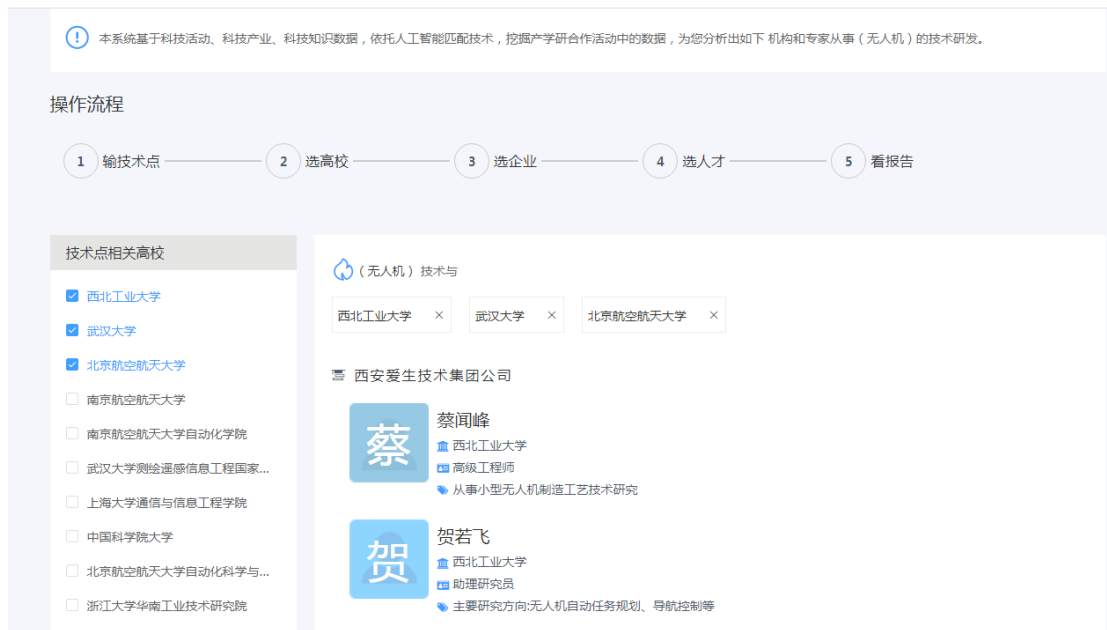 本系统基于科技活动、科技产业、科技知识数据，依托人工智能匹配技术，挖掘产学研合作活动中的数据，为您分析出如下 机构和专家从事（无人机）的技术研发。
操作流程
1 输技术点 2 选高校 3 选企业 4 选人才 5 看报告
技术点相关高校
西北工业大学
武汉大学
北京航空航天大学
南京航空航天大学
南京航空航天大学自动化学院
武汉大学测绘遥感信息工程国家...
上海大学通信与信息工程学院
中国科学院大学
北京航空航天大学自动化科学与...
浙江大学华南工业技术研究院
（无人机）技术与
西北工业大学 × 武汉大学 × 北京航空航天大学 ×
西安爱生技术集团公司
蔡
蔡闻峰
西北工业大学
高级工程师
从事小型无人机制造工艺技术研究
贺
贺若飞
西北工业大学
助理研究员
主要研究方向:无人机自动任务规划、导航控制等